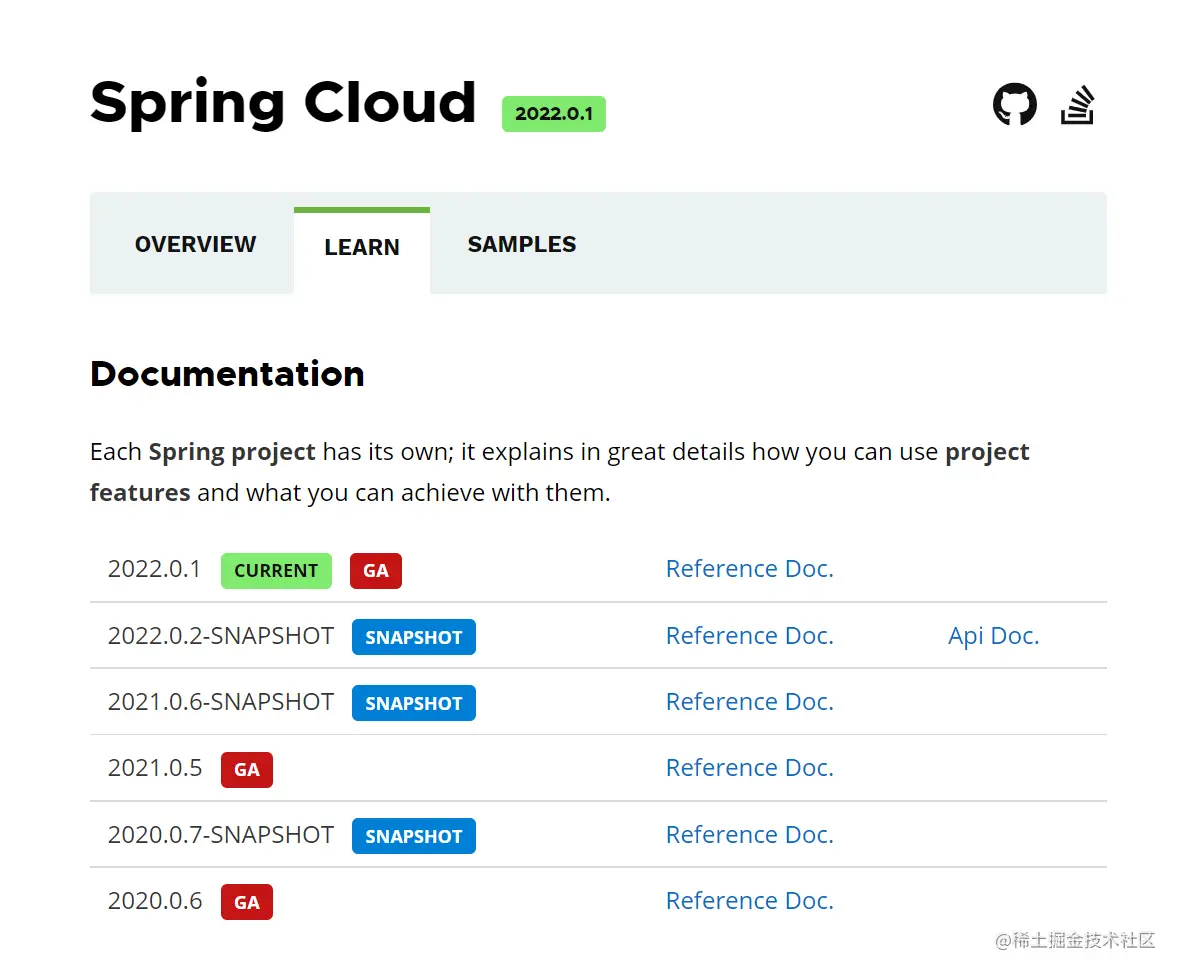 Spring Cloud 2022.0.1
OVERVIEW LEARN SAMPLES
Documentation
Each Spring project has its own; it explains in great details how you can use project
features and what you can achieve with them.
2022.0.1 CURRENT GA Reference Doc.
2022.0.2-SNAPSHOT SNAPSHOT Reference Doc. Api Doc.
2021.0.6-SNAPSHOT SNAPSHOT Reference Doc.
2021.0.5 GA Reference Doc.
2020.0.7-SNAPSHOT SNAPSHOT Reference Doc.
2020.0.6 GA Reference Doc.
@稀土掘金技术社区